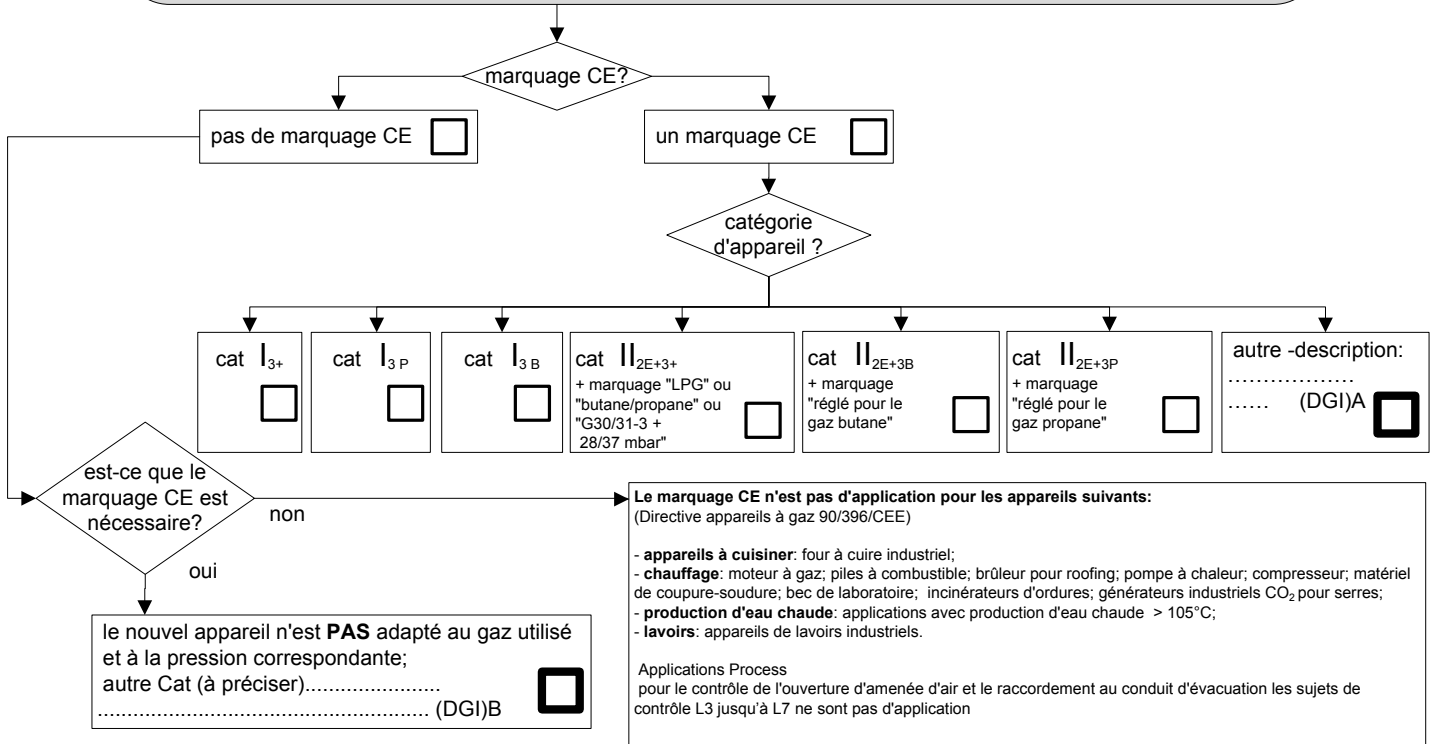 marquage CE?
pas de marquage CE
un marquage CE
catégorie
d'appareil ?
cat I3+
cat I3 P
cat I3 B
cat II2E+3+
+ marquage "LPG" ou
"butane/propane" ou
"G30/31-3 +
28/37 mbar"
cat II2E+3B
+ marquage
"réglé pour le
gaz butane"
cat II2E+3P
+ marquage
"réglé pour le
gaz propane"
autre -description:
..................
...... (DGI)A
est-ce que le
marquage CE est
nécessaire?
non
oui
le nouvel appareil n'est PAS adapté au gaz utilisé
et à la pression correspondante;
autre Cat (à préciser).......................
..................................................... (DGI)B
Le marquage CE n'est pas d'application pour les appareils suivants:
(Directive appareils à gaz 90/396/CEE)
- appareils à cuisiner: four à cuire industriel;
- chauffage: moteur à gaz; piles à combustible; brûleur pour roofing; pompe à chaleur; compresseur; matériel
de coupure-soudure; bec de laboratoire; incinérateurs d'ordures; générateurs industriels CO2 pour serres;
- production d'eau chaude: applications avec production d'eau chaude > 105°C;
- lavoirs: appareils de lavoirs industriels.
Applications Process
pour le contrôle de l'ouverture d'amenée d'air et le raccordement au conduit d'évacuation les sujets de
contrôle L3 jusqu'à L7 ne sont pas d'application